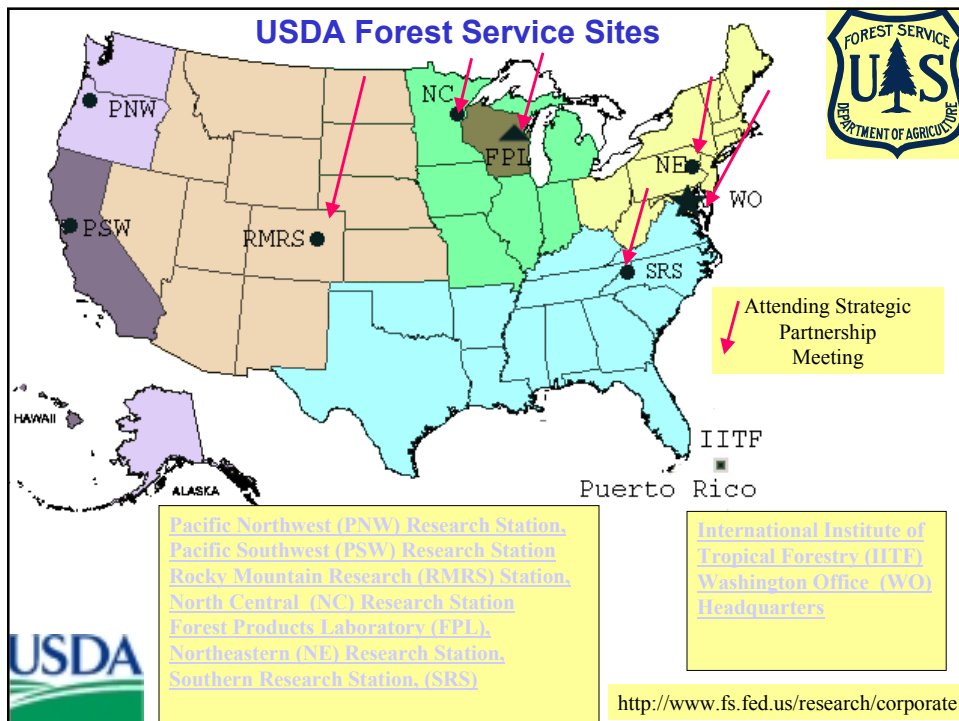 USDA Forest Service Sites
FOREST SERVICE
U S
DEPARTMENT OF AGRICULTURE
PNW
NC
FPL
NE
WO
PSW
RMRS
SRS
Attending Strategic
Partnership
Meeting
HAWAII
ALASKA
IITF
Puerto Rico
Pacific Northwest (PNW) Research Station,
Pacific Southwest (PSW) Research Station
Rocky Mountain Research (RMRS) Station,
North Central  (NC) Research Station
Forest Products Laboratory (FPL),
Northeastern (NE) Research Station,
Southern Research Station, (SRS)
International Institute of
Tropical Forestry (IITF)
Washington Office  (WO)
Headquarters
USDA
http://www.fs.fed.us/research/corporate